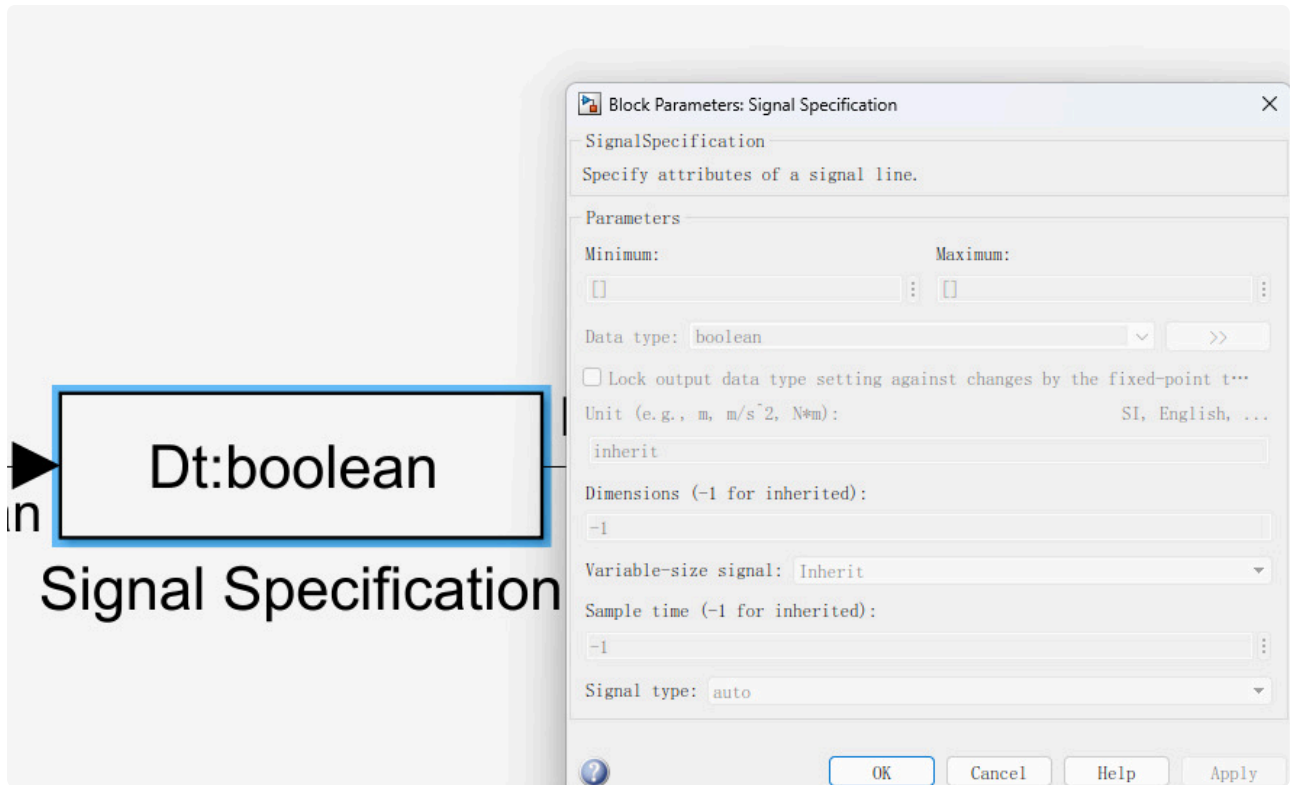 Block Parameters: Signal Specification
SignalSpecification
Specify attributes of a signal line.
Parameters
Minimum: Maximum:
[] []
Data type: boolean >>
Lock output data type setting against changes by the fixed-point t…
Unit (e.g., m, m/s^2, N*m): SI, English, ...
inherit
Dimensions (-1 for inherited):
-1
Variable-size signal: Inherit
Sample time (-1 for inherited):
-1
Signal type: auto
OK Cancel Help Apply
Dt:boolean
Signal Specification